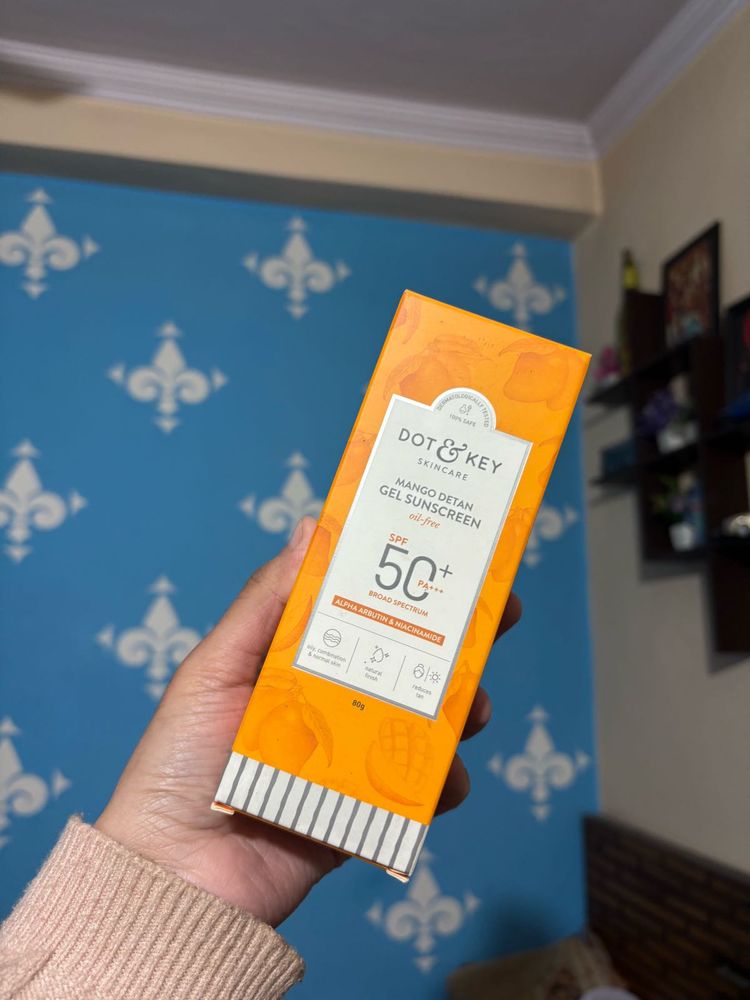 DERMATOLOGICALLY TESTED
100% SAFE
DOT & KEY
SKINCARE
MANGO DETAN
GEL SUNSCREEN
oil-free
SPF
50+
PA+++
BROAD SPECTRUM
ALPHA ARBUTIN & NIACINAMIDE
oily, combination
& normal skin
natural
finish
reduces
tan
80g